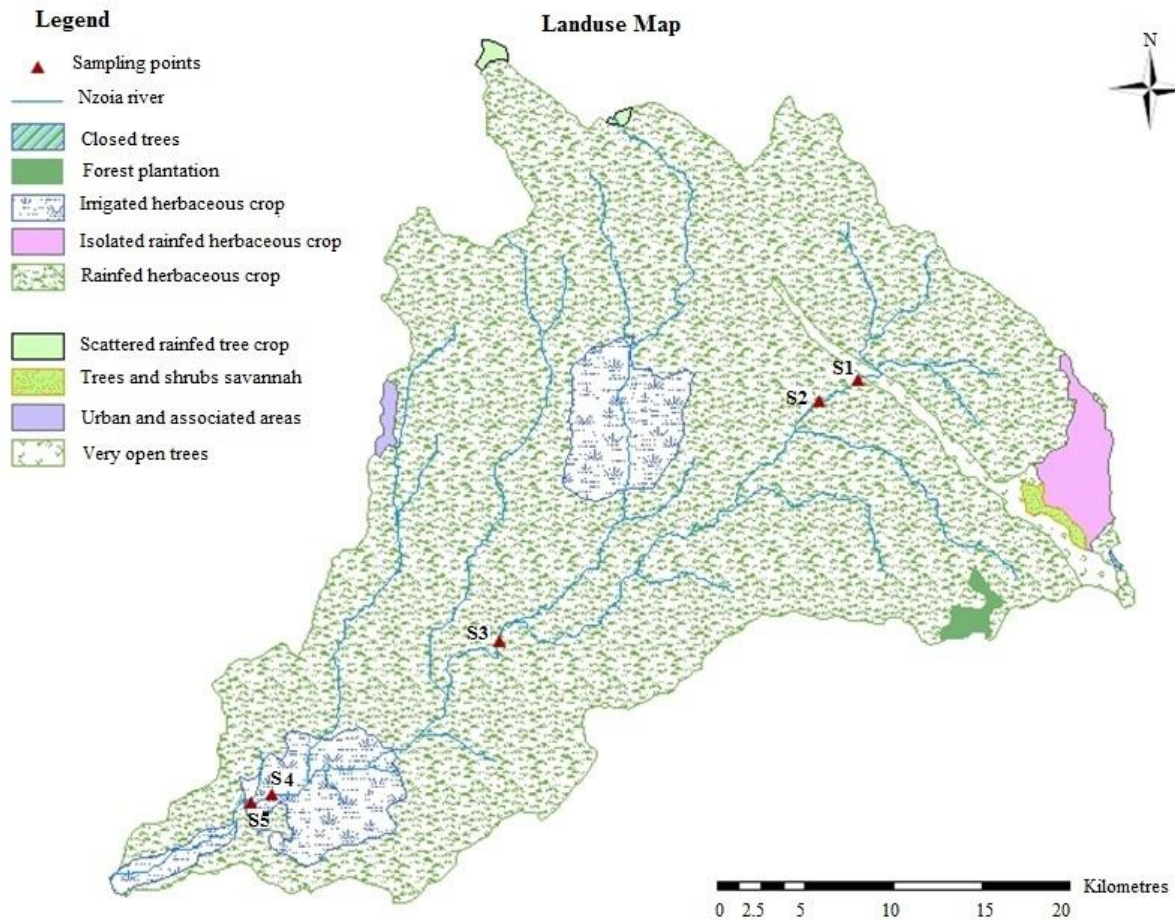 Legend
Landuse Map
N
Sampling points
Nzoia river
Closed trees
Forest plantation
Irrigated herbaceous crop
Isolated rainfed herbaceous crop
Rainfed herbaceous crop
Scattered rainfed tree crop
Trees and shrubs savannah
Urban and associated areas
Very open trees
S1
S2
S3
S4
S5
Kilometres
0 2.5 5 10 15 20